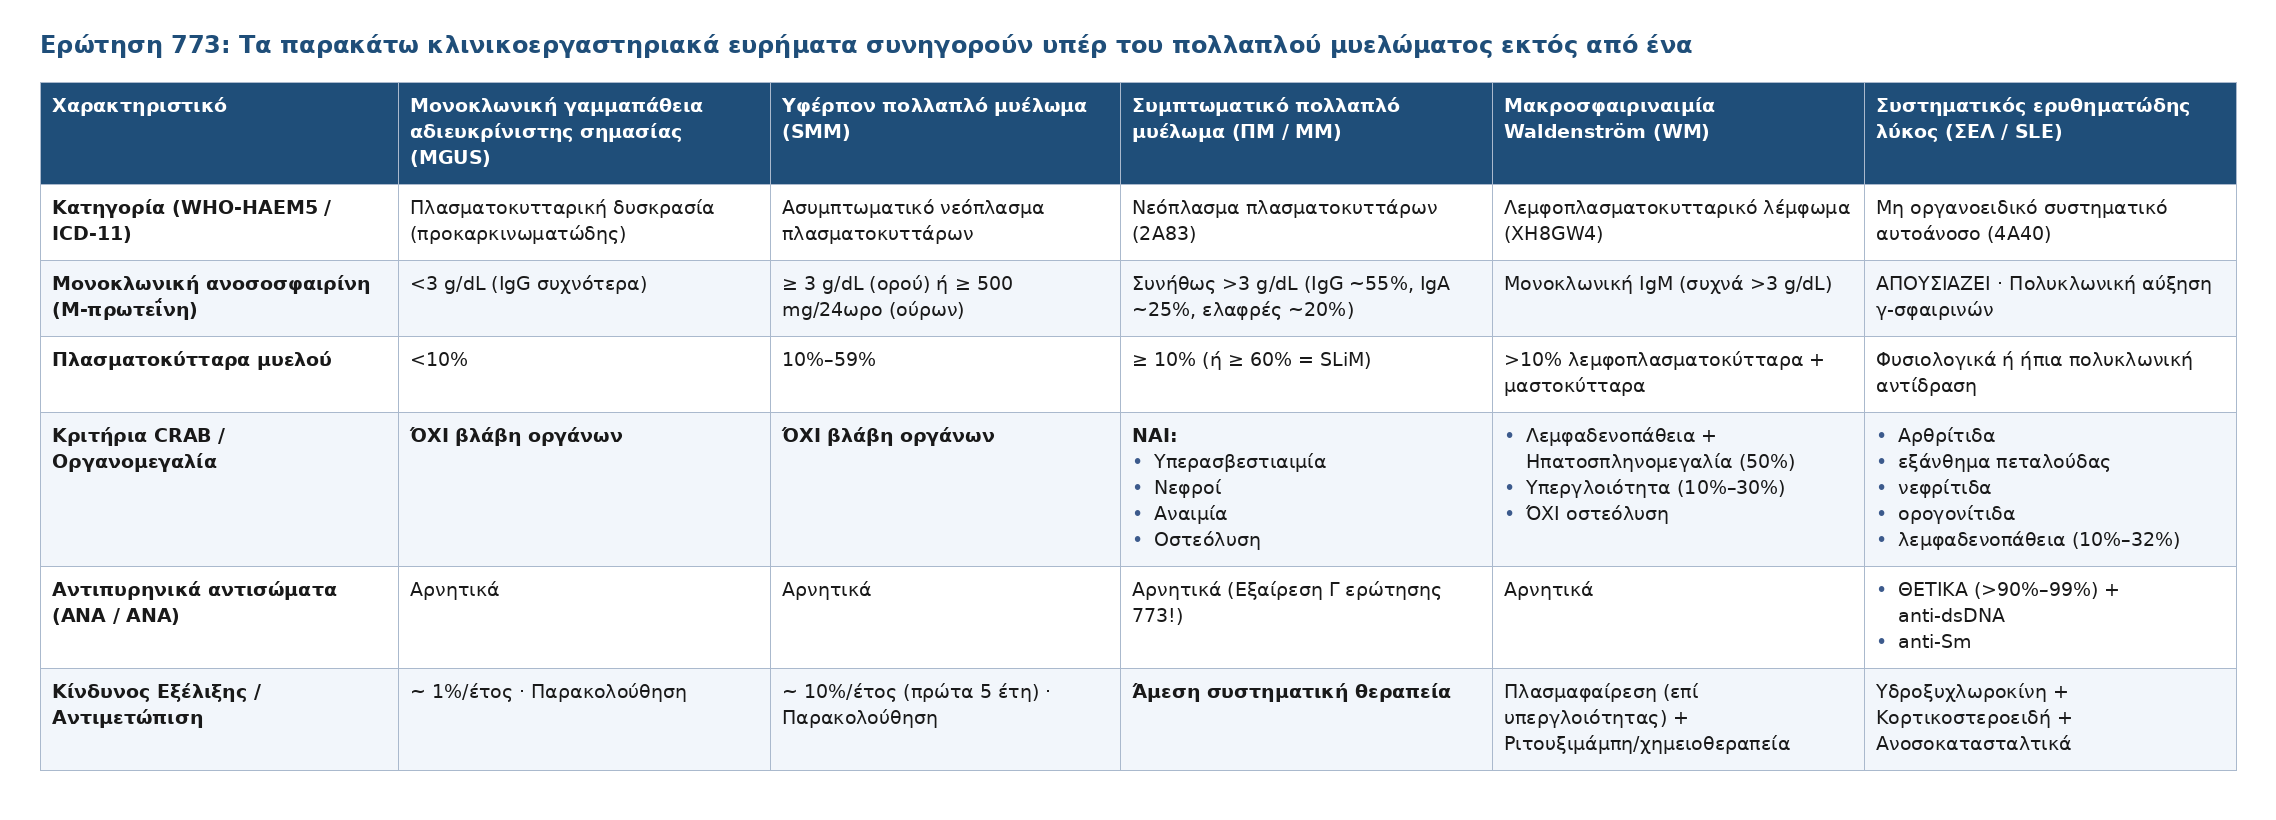 Ερώτηση 773: Τα παρακάτω κλινικοεργαστηριακά ευρήματα συνηγορούν υπέρ του πολλαπλού μυελώματος εκτός από ένα
Χαρακτηριστικό
Μονοκλωνική γαμμαπάθεια
αδιευκρίνιστης σημασίας
(MGUS)
Υφέρπον πολλαπλό μυέλωμα
(SMM)
Συμπτωματικό πολλαπλό
μυέλωμα (ΠΜ / MM)
Μακροσφαιριναιμία
Waldenström (WM)
Συστηματικός ερυθηματώδης
λύκος (ΣΕΛ / SLE)
Κατηγορία (WHO-HAEM5 /
ICD-11)
Πλασματοκυτταρική δυσκρασία
(προκαρκινωματώδης)
Ασυμπτωματικό νεόπλασμα
πλασματοκυττάρων
Νεόπλασμα πλασματοκυττάρων
(2A83)
Λεμφοπλασματοκυτταρικό λέμφωμα
(XH8GW4)
Μη οργανοειδικό συστηματικό
αυτοάνοσο (4A40)
Μονοκλωνική ανοσοσφαιρίνη
(Μ-πρωτεΐνη)
<3 g/dL (IgG συχνότερα)
≥ 3 g/dL (ορού) ή ≥ 500
mg/24ωρο (ούρων)
Συνήθως >3 g/dL (IgG ~55%, IgA
~25%, ελαφρές ~20%)
Μονοκλωνική IgM (συχνά >3 g/dL)
ΑΠΟΥΣΙΑΖΕΙ · Πολυκλωνική αύξηση
γ-σφαιρινών
Πλασματοκύτταρα μυελού
<10%
10%–59%
≥ 10% (ή ≥ 60% = SLiM)
>10% λεμφοπλασματοκύτταρα +
μαστοκύτταρα
Φυσιολογικά ή ήπια πολυκλωνική
αντίδραση
Κριτήρια CRAB /
Οργανομεγαλία
ΌΧΙ βλάβη οργάνων
ΌΧΙ βλάβη οργάνων
ΝΑΙ:
• Υπερασβεστιαιμία
• Νεφροί
• Αναιμία
• Οστεόλυση
• Λεμφαδενοπάθεια +
Ηπατοσπληνομεγαλία (50%)
• Υπεργλοιότητα (10%–30%)
• ΌΧΙ οστεόλυση
• Αρθρίτιδα
• εξάνθημα πεταλούδας
• νεφρίτιδα
• ορογονίτιδα
• λεμφαδενοπάθεια (10%–32%)
Αντιπυρηνικά αντισώματα
(ANA / ΑΝΑ)
Αρνητικά
Αρνητικά
Αρνητικά (Εξαίρεση Γ ερώτησης
773!)
Αρνητικά
• ΘΕΤΙΚΑ (>90%–99%) +
anti-dsDNA
• anti-Sm
Κίνδυνος Εξέλιξης /
Αντιμετώπιση
~ 1%/έτος · Παρακολούθηση
~ 10%/έτος (πρώτα 5 έτη) ·
Παρακολούθηση
Άμεση συστηματική θεραπεία
Πλασμαφαίρεση (επί
υπεργλοιότητας) +
Ριτουξιμάμπη/χημειοθεραπεία
Υδροξυχλωροκίνη +
Κορτικοστεροειδή +
Ανοσοκατασταλτικά